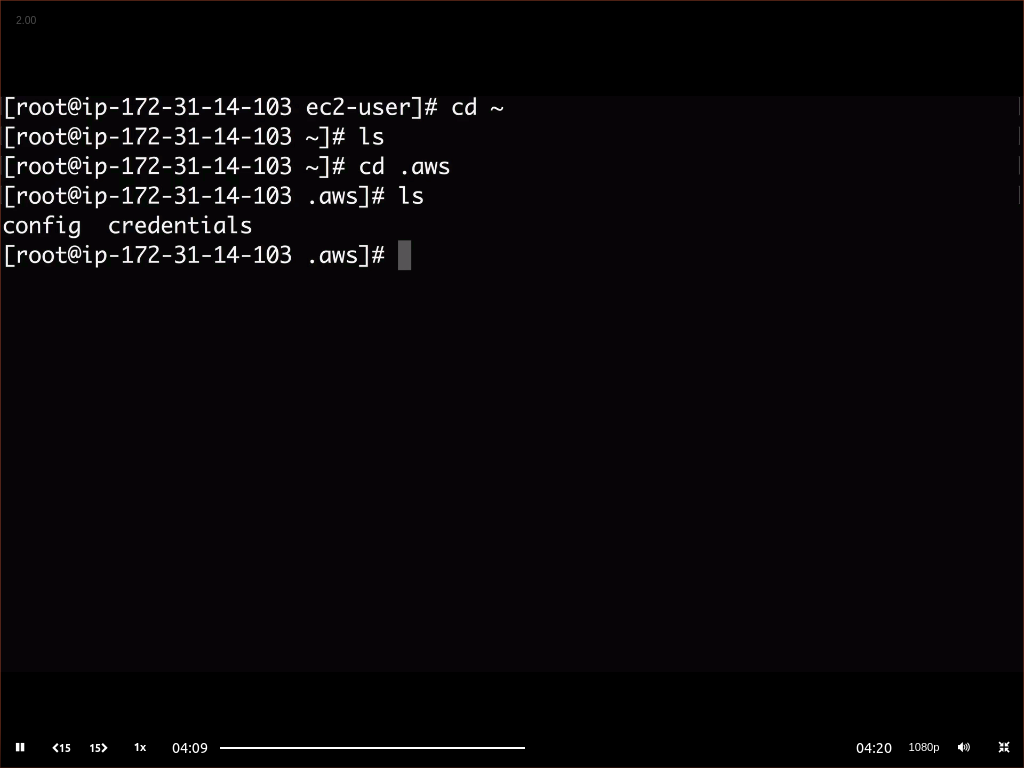 2.00
[root@ip-172-31-14-103 ec2-user]# cd ~
[root@ip-172-31-14-103 ~]# ls
[root@ip-172-31-14-103 ~]# cd .aws
[root@ip-172-31-14-103 .aws]# ls
config  credentials
[root@ip-172-31-14-103 .aws]#
15 15 1x 04:09 04:20 1080p